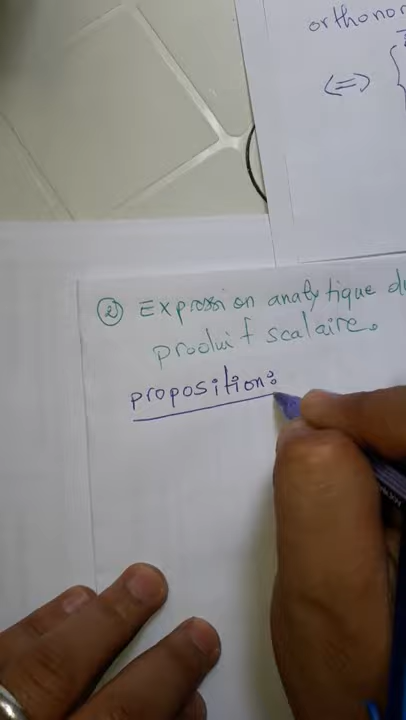 orthonor
<=> {
② Expression analytique du
produit scalaire.
proposition: